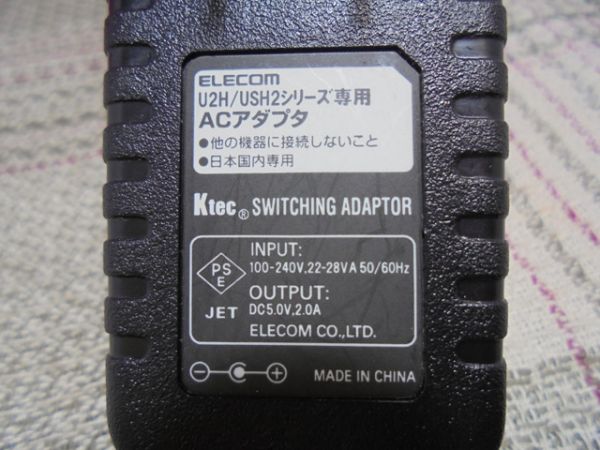 ELECOM
U2H/USH2シリーズ専用
ACアダプタ
●他の機器に接続しないこと
●日本国内専用
Ktec® SWITCHING ADAPTOR
INPUT:
100-240V.22-28VA 50/60Hz
PS
E
JET
OUTPUT:
DC5.0V.2.0A
ELECOM CO.,LTD.
MADE IN CHINA